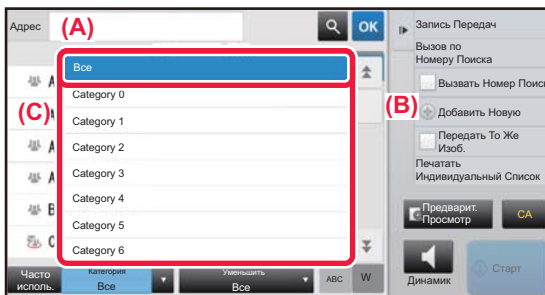 Адрес
(A)
OK
Все
Category 0
Category 1
Category 2
Category 3
Category 4
Category 5
Category 6
(C)
A
A
A
B
C
Часто
исполь.
Категория
Все
Уменьшить
Все
ABC
W
(B)
Запись Передач
Вызов по
Номеру Поиска
Вызвать Номер Поиск
Добавить Новую
Передать То Же
Изоб.
Печатать
Индивидуальный Список
Предварит.
Просмотр
CA
Динамик
Старт